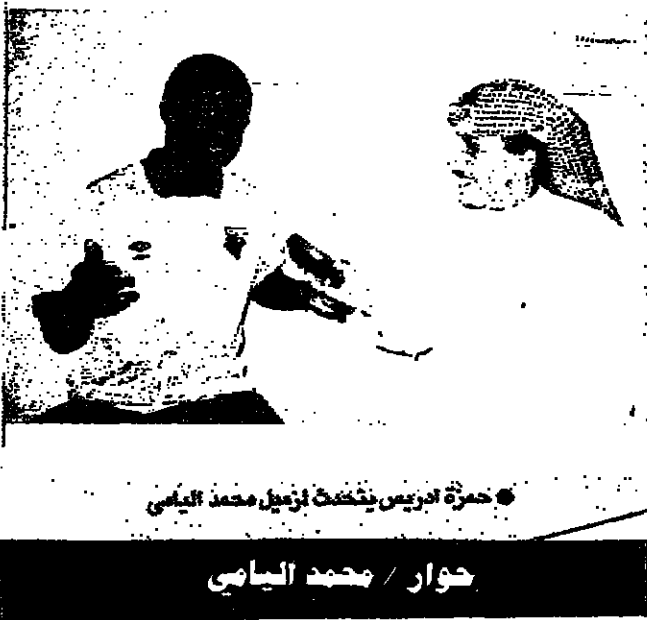 ● حمزة ادريس يتحدث لزميل محمد اليامي
حوار / محمد اليامي